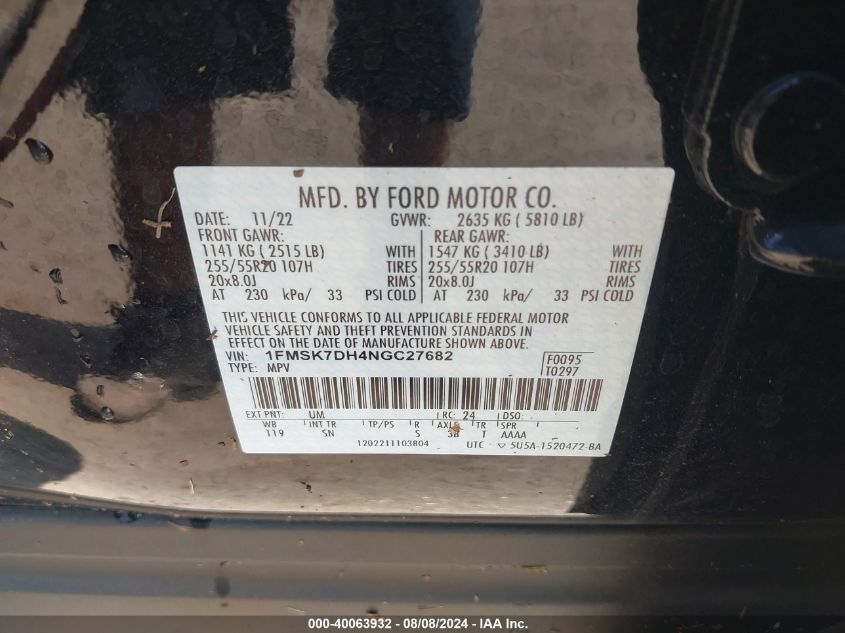 MFD. BY FORD MOTOR CO.
DATE: 11/22 GVWR: 2635 KG ( 5810 LB)
FRONT GAWR: REAR GAWR:
1141 KG ( 2515 LB) WITH 1547 KG ( 3410 LB) WITH
255/55R20 107H TIRES 255/55R20 107H TIRES
20x8.0J RIMS 20x8.0J RIMS
AT 230 kPa/ 33 PSI COLD AT 230 kPa/ 33 PSI COLD
THIS VEHICLE CONFORMS TO ALL APPLICABLE FEDERAL MOTOR
VEHICLE SAFETY AND THEFT PREVENTION STANDARDS IN
EFFECT ON THE DATE OF MANUFACTURE SHOWN ABOVE.
VIN: 1FMSK7DH4NGC27682 F0095
TYPE: MPV T0297
EXT PNT: UM RC: 24 DSO:
WB INT TR TP/PS R AXLE TR SPR
119 SN S 3B T AAAA
1202211103804 UTC 5U5A-1520472-BA
000-40063932 - 08/08/2024 - IAA Inc.